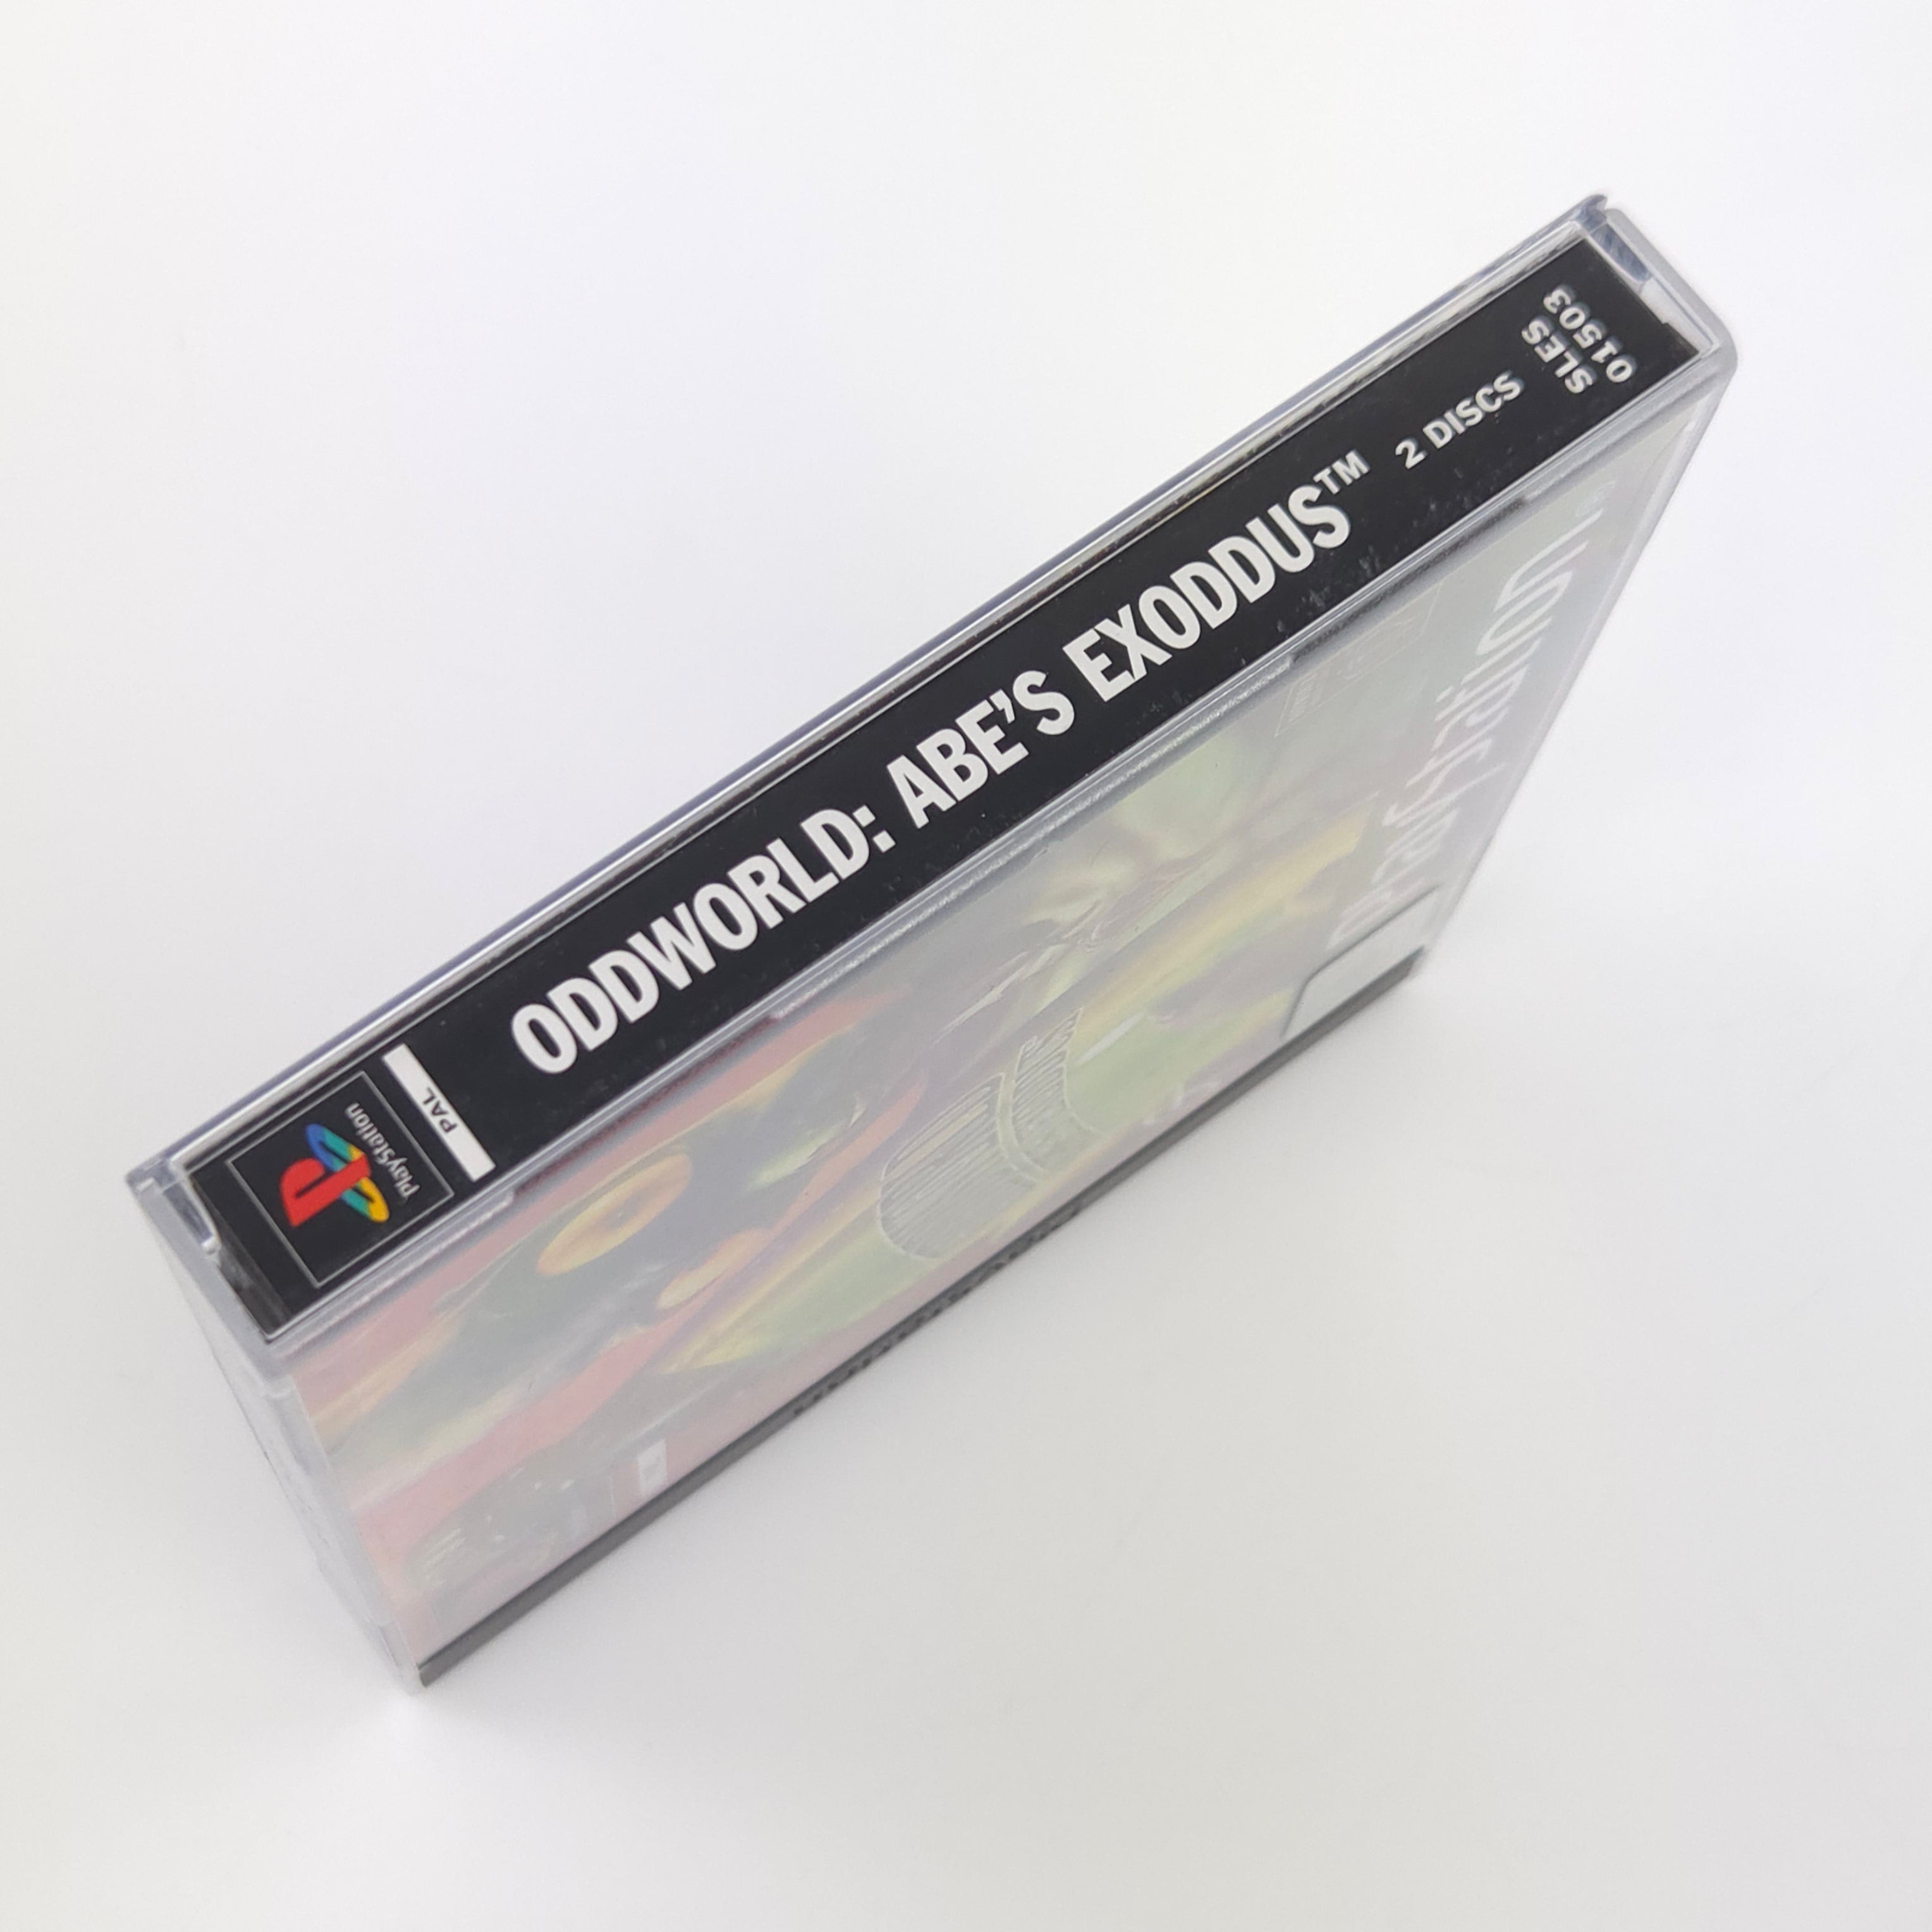 PlayStation
PAL
ODDWORLD: ABE'S EXODDUS™
2 DISCS
SLES
01503